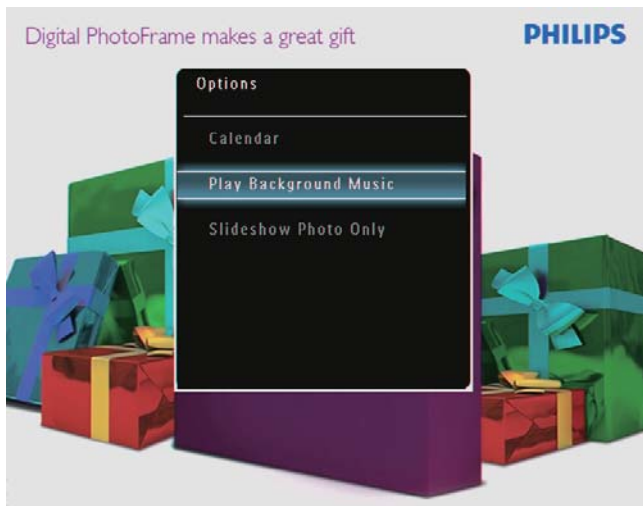 Digital PhotoFrame makes a great gift PHILIPS
Options
Calendar
Play Background Music
Slideshow Photo Only